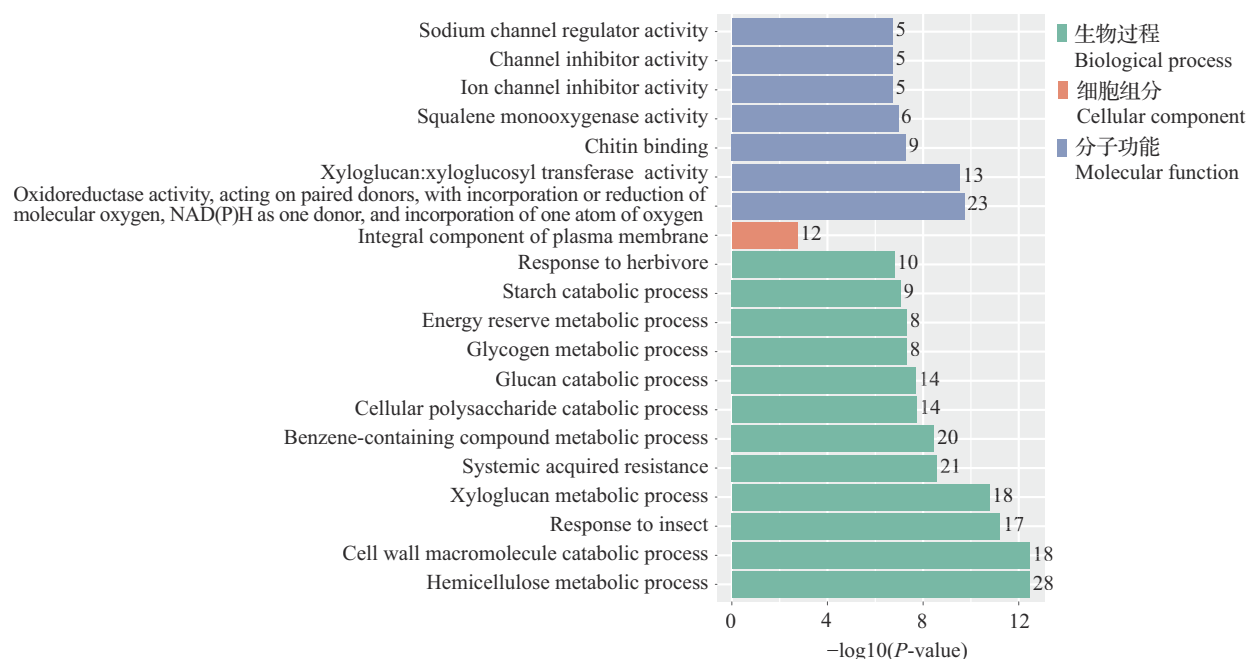 Sodium channel regulator activity 5
Channel inhibitor activity 5
Ion channel inhibitor activity 5
Squalene monooxygenase activity 6
Chitin binding 9
Xyloglucan:xyloglucosyl transferase activity 13
Oxidoreductase activity, acting on paired donors, with incorporation or reduction of
molecular oxygen, NAD(P)H as one donor, and incorporation of one atom of oxygen 23
Integral component of plasma membrane 12
Response to herbivore 10
Starch catabolic process 9
Energy reserve metabolic process 8
Glycogen metabolic process 8
Glucan catabolic process 14
Cellular polysaccharide catabolic process 14
Benzene-containing compound metabolic process 20
Systemic acquired resistance 21
Xyloglucan metabolic process 18
Response to insect 17
Cell wall macromolecule catabolic process 18
Hemicellulose metabolic process 28
0 4 8 12
−log10(P-value)
生物过程
Biological process
细胞组分
Cellular component
分子功能
Molecular function